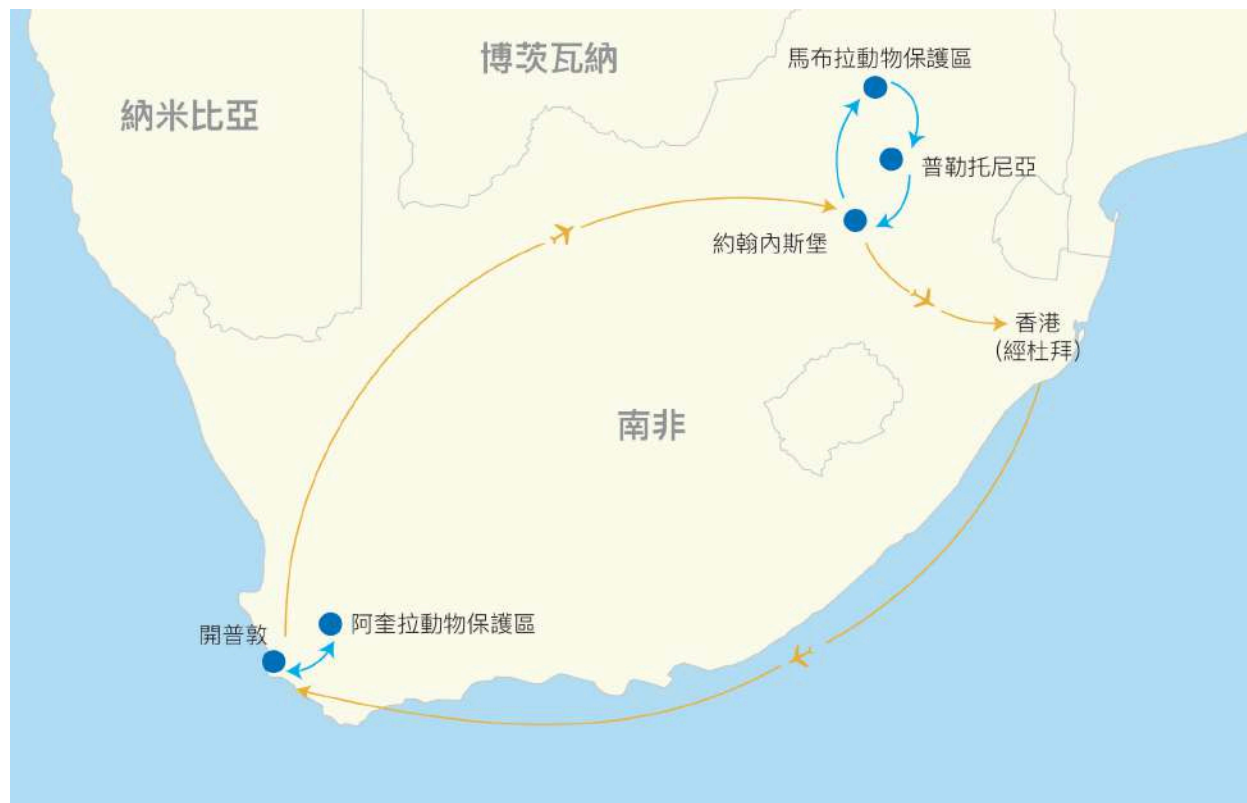 博茨瓦納
馬布拉動物保護區
納米比亞
普勒托尼亞
約翰內斯堡
香港
(經杜拜)
南非
阿奎拉動物保護區
開普敦